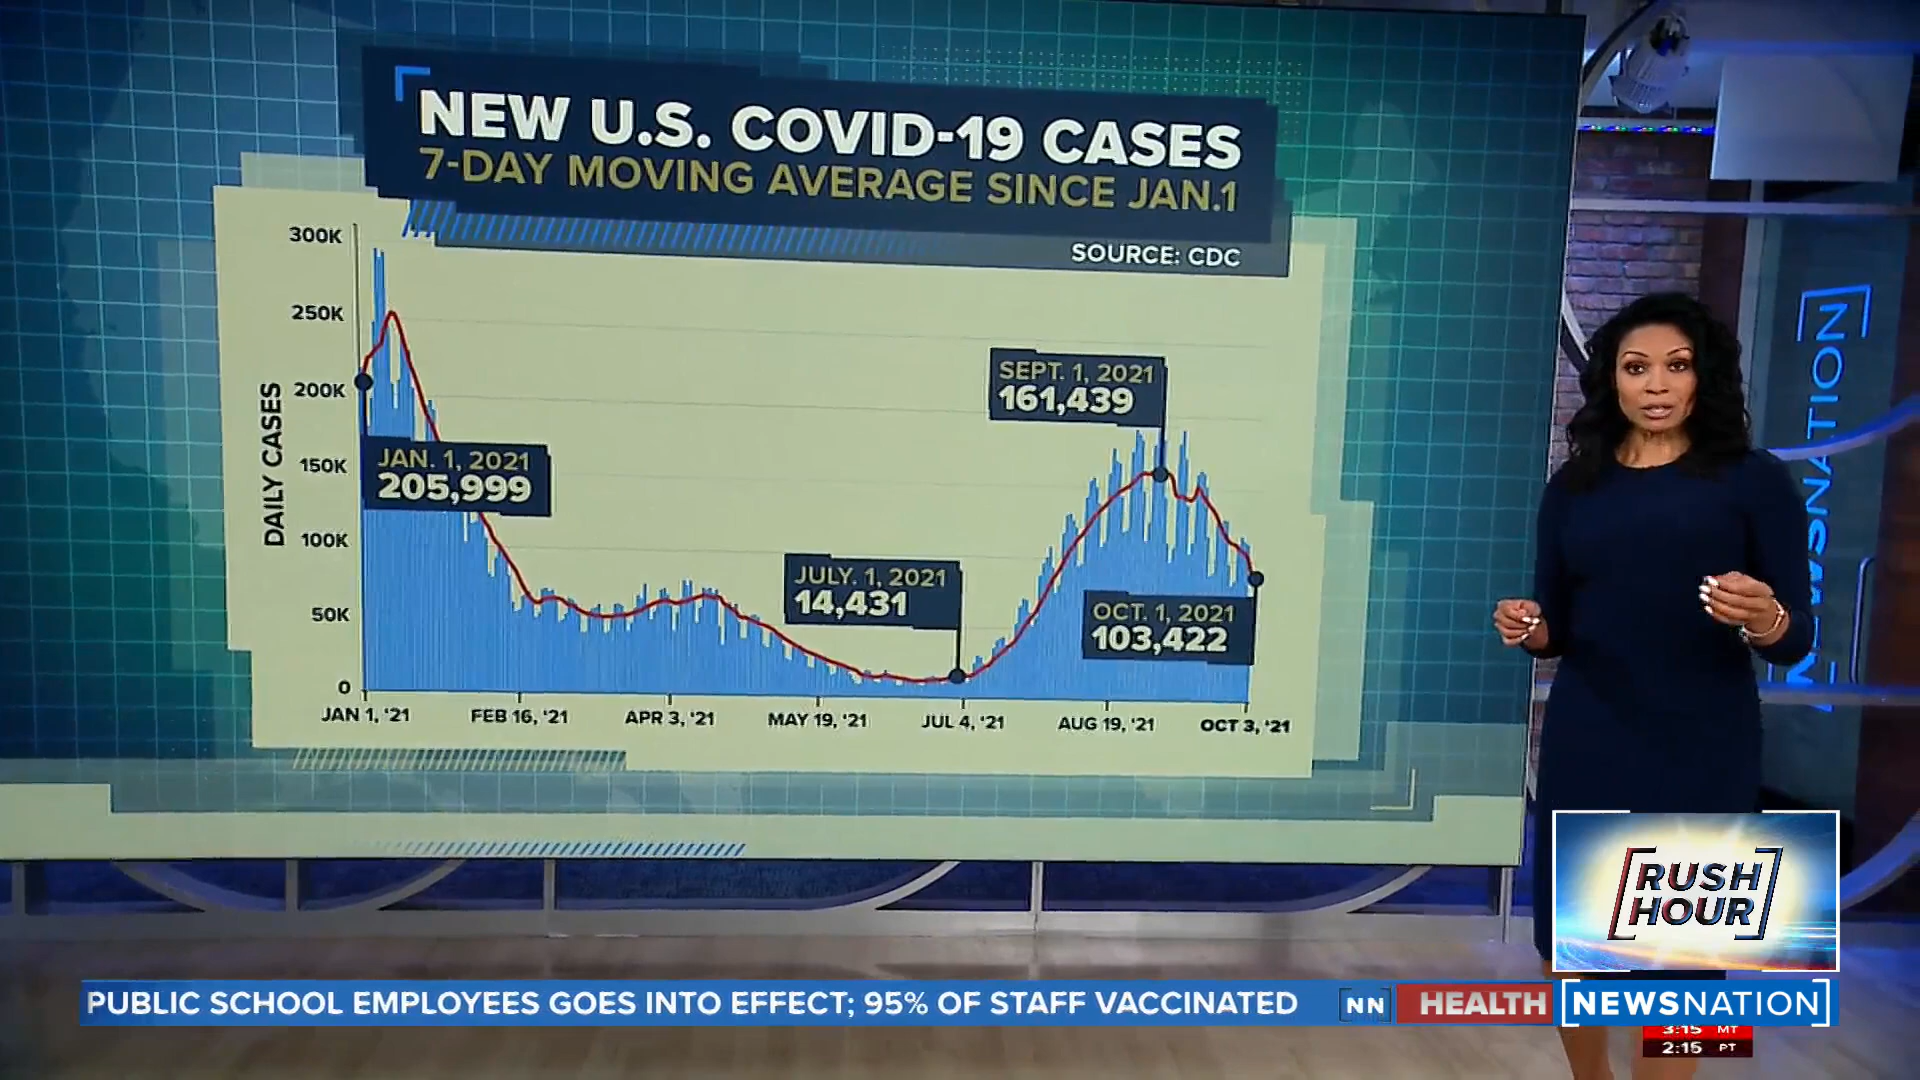 NEW U.S. COVID-19 CASES
7-DAY MOVING AVERAGE SINCE JAN.1
SOURCE: CDC
DAILY CASES
300K
250K
200K
150K
100K
50K
0
JAN. 1, 2021
205,999
JULY. 1, 2021
14,431
SEPT. 1, 2021
161,439
OCT. 1, 2021
103,422
JAN 1, '21
FEB 16, '21
APR 3, '21
MAY 19, '21
JUL 4, '21
AUG 19, '21
OCT 3, '21
NEWSNATION
RUSH
HOUR
PUBLIC SCHOOL EMPLOYEES GOES INTO EFFECT; 95% OF STAFF VACCINATED
NN
HEALTH
NEWSNATION
3:15 MT
2:15 PT